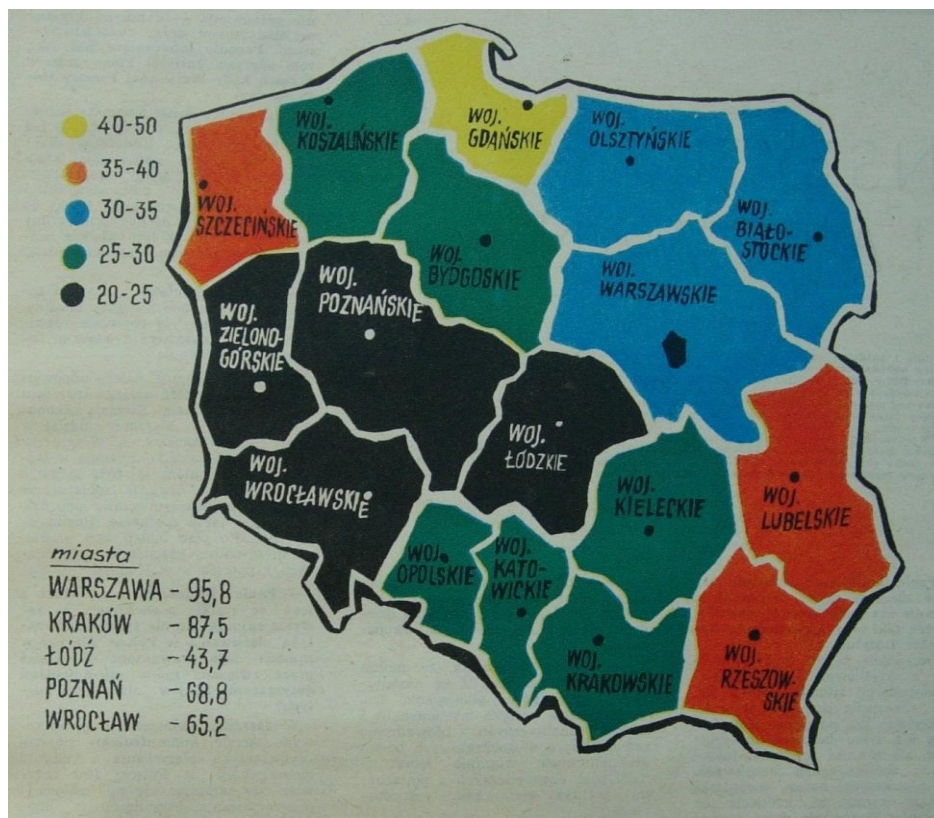 40-50
35-40
30-35
25-30
20-25
WOJ.
KOSZALIŃSKIE
WOJ.
GDAŃSKIE
WOJ.
OLSZTYŃSKIE
WOJ.
SZCZECIŃSKIE
WOJ.
BIAŁO-
STOCKIE
WOJ.
BYDGOSKIE
WOJ.
WARSZAWSKIE
WOJ.
POZNAŃSKIE
WOJ.
ZIELONO-
GÓRSKIE
WOJ.
ŁÓDZKIE
WOJ.
WROCŁAWSKIE
WOJ.
KIELECKIE
WOJ.
LUBELSKIE
WOJ.
OPOLSKIE
WOJ.
KATO-
WICKIE
WOJ.
KRAKOWSKIE
WOJ.
RZESZOW-
SKIE
miasta
WARSZAWA - 95,8
KRAKÓW - 87,5
ŁÓDŹ - 43,7
POZNAŃ - 68,8
WROCŁAW - 65,2